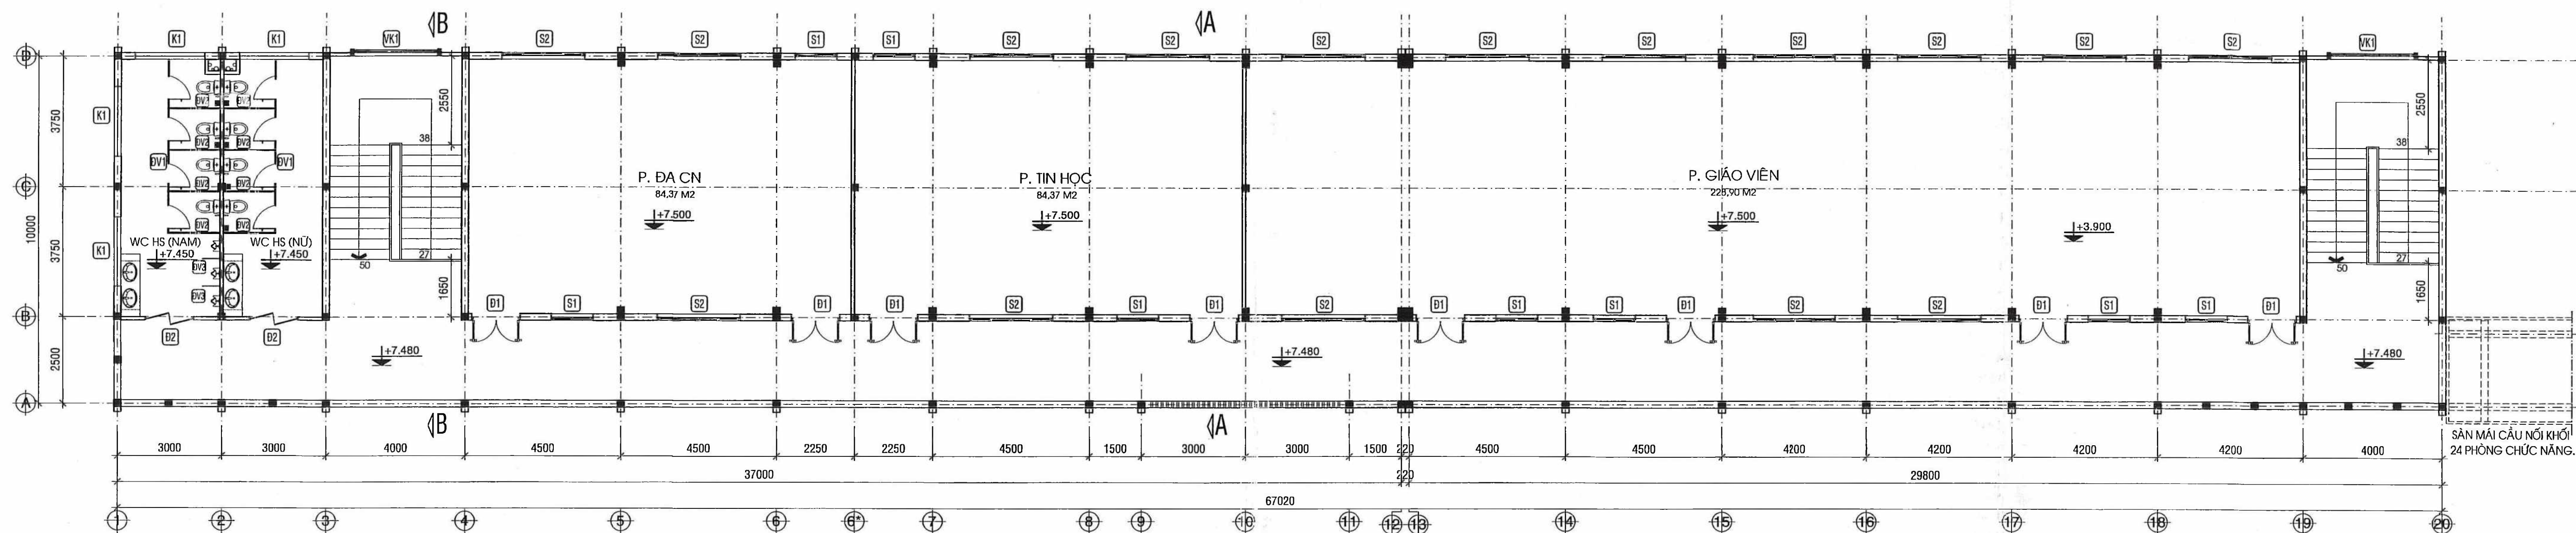 B A
K1 K1 VK1 S2 S2 S1 S1 S2 S2 S2 S2 S2 S2 S2 S2 S2 VK1
D
2550 2550
K1
3750
ĐV2 ĐV2
38 38
ĐV2 ĐV2
ĐV1 ĐV1
P. ĐA CN
84,37 M2
+7.500
P. TIN HỌC
84,37 M2
+7.500
P. GIÁO VIÊN
+7.500
+3.900
C
ĐV2 ĐV2
10000
ĐV2 ĐV2
3750
K1
WC HS (NAM)
+7.450
WC HS (NỮ)
+7.450
ĐV3
ĐV3
50 27
50 27
1650 1650
Đ1 S1 S2 Đ1 Đ1 S2 S1 Đ1 S2 Đ1 S1 S1 Đ1 S2 S2 Đ1 S1 S1 Đ1
B
Đ2 Đ2
2500
+7.480 +7.480 +7.480
A
B A
SÀN MÁI CẦU NỐI KHỐI
24 PHÒNG CHỨC NĂNG.
3000 3000 4000 4500 4500 2250 2250 4500 1500 3000 3000 1500 220 4500 4500 4200 4200 4200 4200 4000
37000 220 29800
67020
1 2 3 4 5 6 6* 7 8 9 10 11 12 13 14 15 16 17 18 19 20